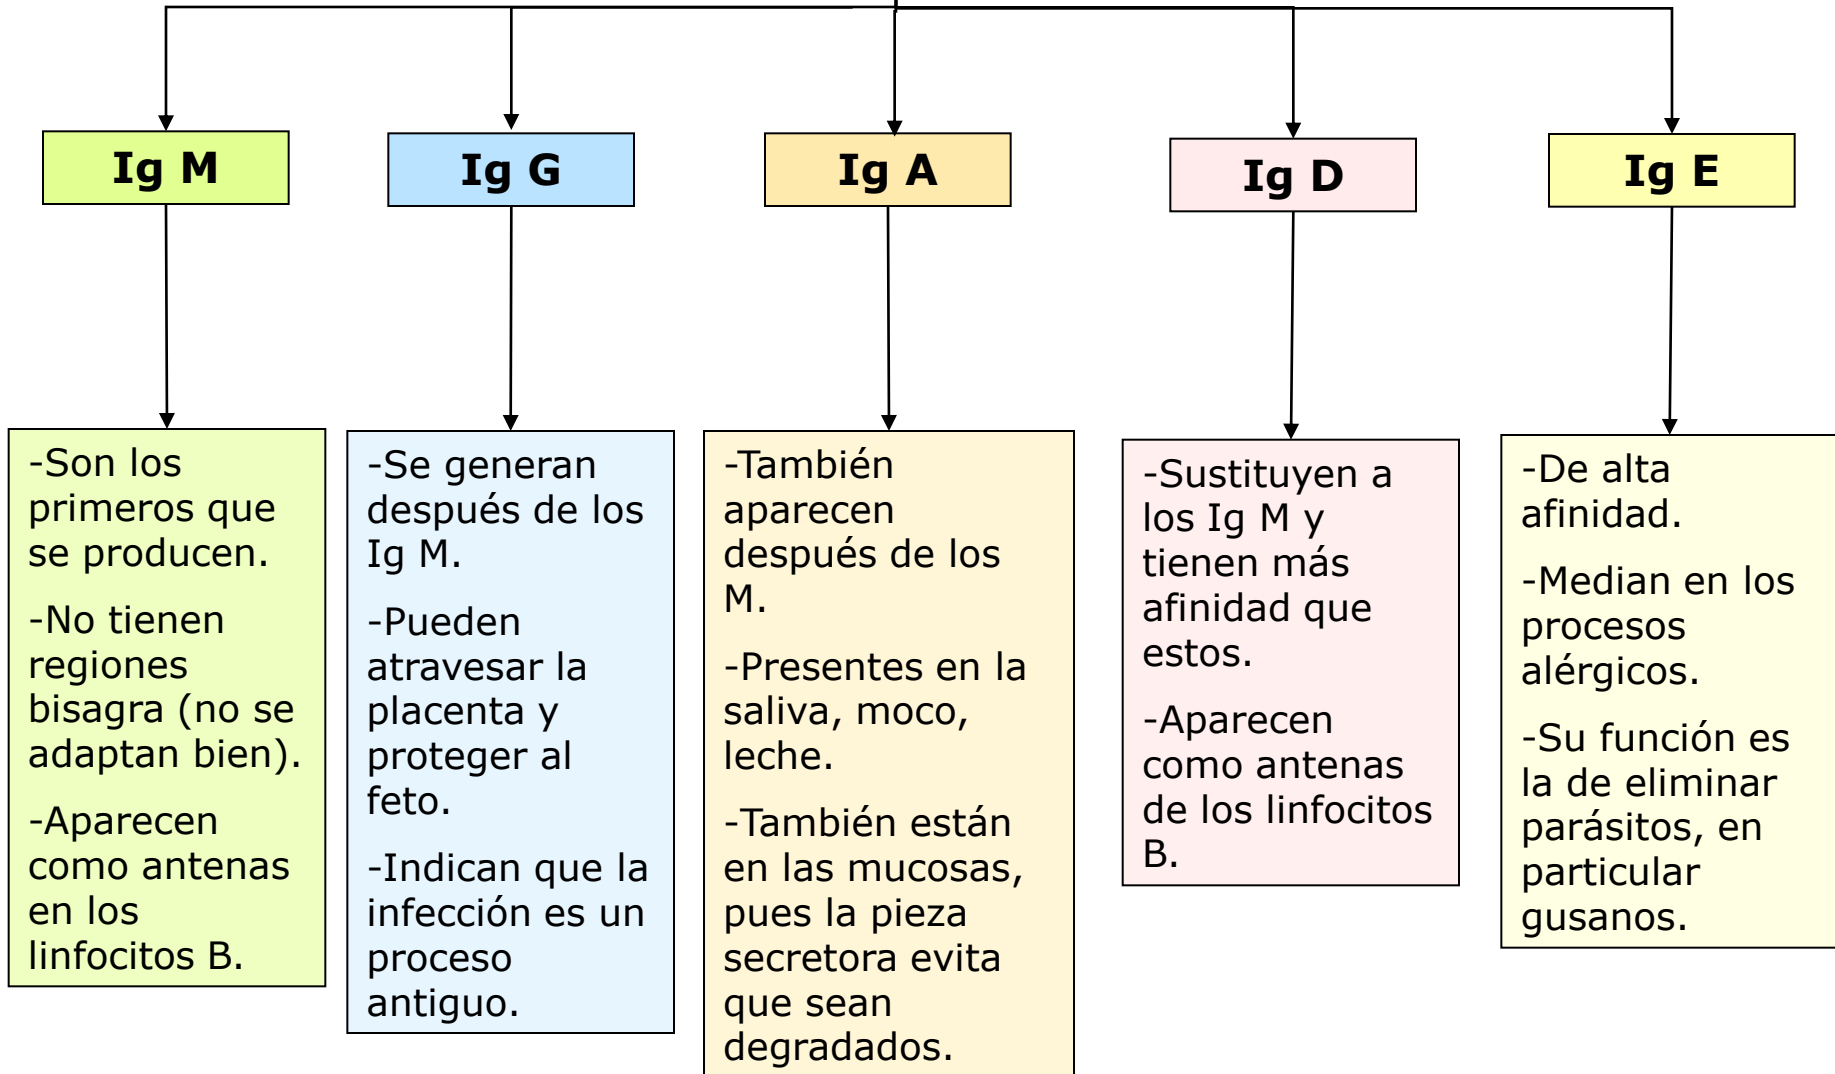 Ig M
Ig G
Ig A
Ig D
Ig E
-Son los
primeros que
se producen.
-No tienen
regiones
bisagra (no se
adaptan bien).
-Aparecen
como antenas
en los
linfocitos B.
-Se generan
después de los
Ig M.
-Pueden
atravesar la
placenta y
proteger al
feto.
-Indican que la
infección es un
proceso
antiguo.
-También
aparecen
después de los
M.
-Presentes en la
saliva, moco,
leche.
-También están
en las mucosas,
pues la pieza
secretora evita
que sean
degradados.
-Sustituyen a
los Ig M y
tienen más
afinidad que
estos.
-Aparecen
como antenas
de los linfocitos
B.
-De alta
afinidad.
-Median en los
procesos
alérgicos.
-Su función es
la de eliminar
parásitos, en
particular
gusanos.